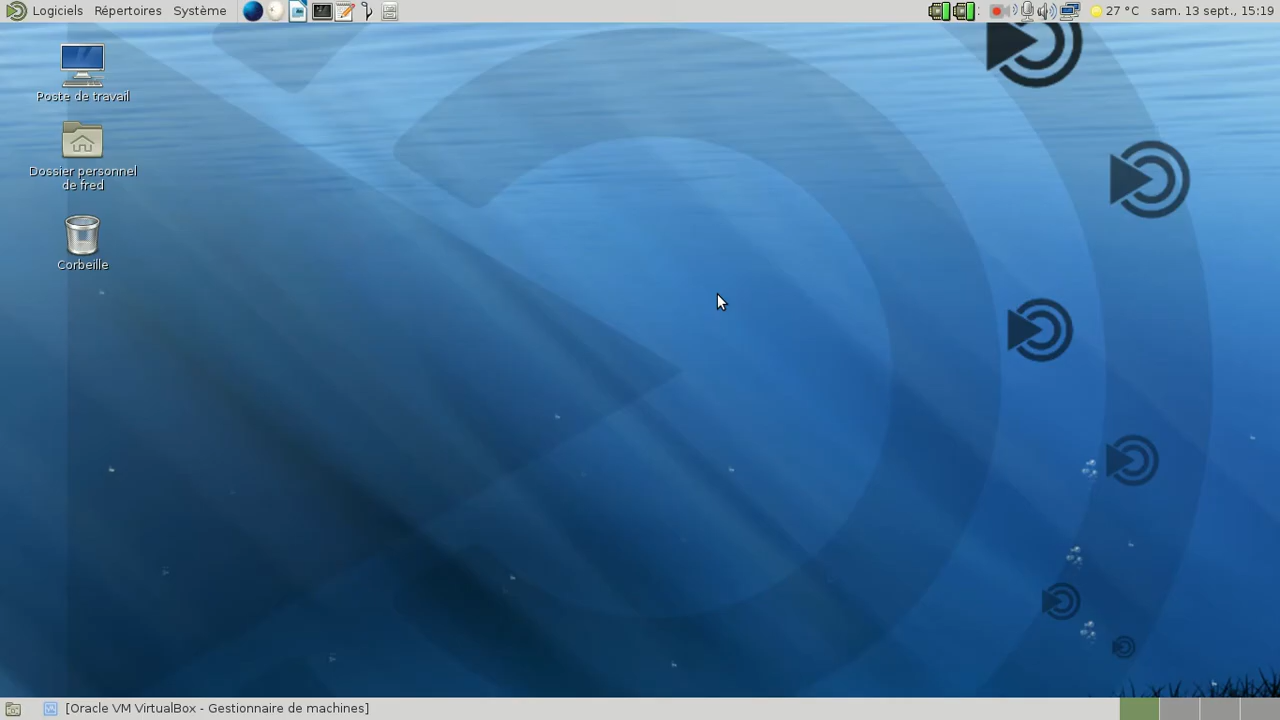 Logiciels Répertoires Système 27 °C sam. 13 sept., 15:19
Poste de travail
Dossier personnel
de fred
Corbeille
[Oracle VM VirtualBox - Gestionnaire de machines]